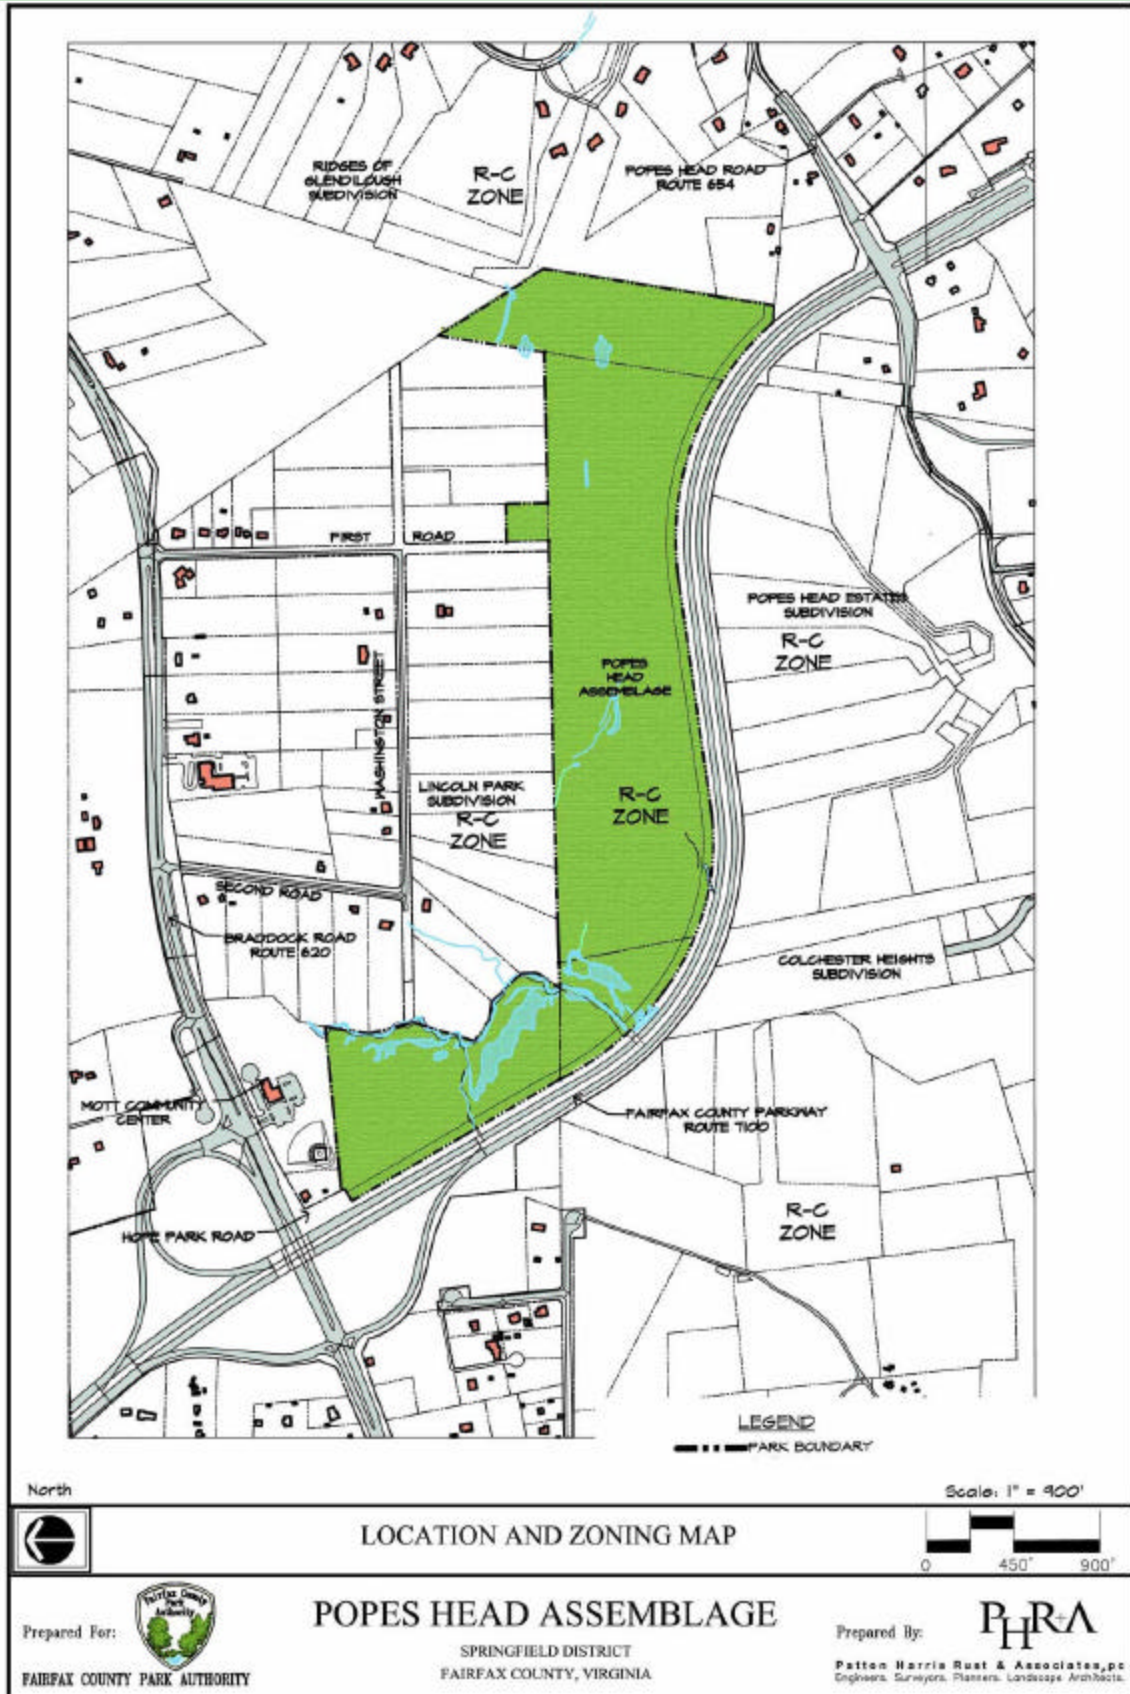 RIDGES OF
GLENDILOUGH
SUBDIVISION
R-C
ZONE
POPES HEAD ROAD
ROUTE 654
FIRST ROAD
POPES HEAD ESTATES
SUBDIVISION
R-C
ZONE
POPES
HEAD
ASSEMBLAGE
WASHINGTON STREET
LINCOLN PARK
SUBDIVISION
R-C
ZONE
R-C
ZONE
SECOND ROAD
BRADDOCK ROAD
ROUTE 620
COLCHESTER HEIGHTS
SUBDIVISION
MOTT COMMUNITY
CENTER
FAIRFAX COUNTY PARKWAY
ROUTE 7100
R-C
ZONE
HOPE PARK ROAD
LEGEND
PARK BOUNDARY
North
Scale: 1" = 900'
LOCATION AND ZONING MAP
0 450' 900'
Prepared For:
Fairfax County
Park
Authority
FAIRFAX COUNTY PARK AUTHORITY
POPES HEAD ASSEMBLAGE
SPRINGFIELD DISTRICT
FAIRFAX COUNTY, VIRGINIA
Prepared By:
PHR+A
Patton Harris Rust & Associates,pc
Engineers. Surveyors. Planners. Landscape Architects.